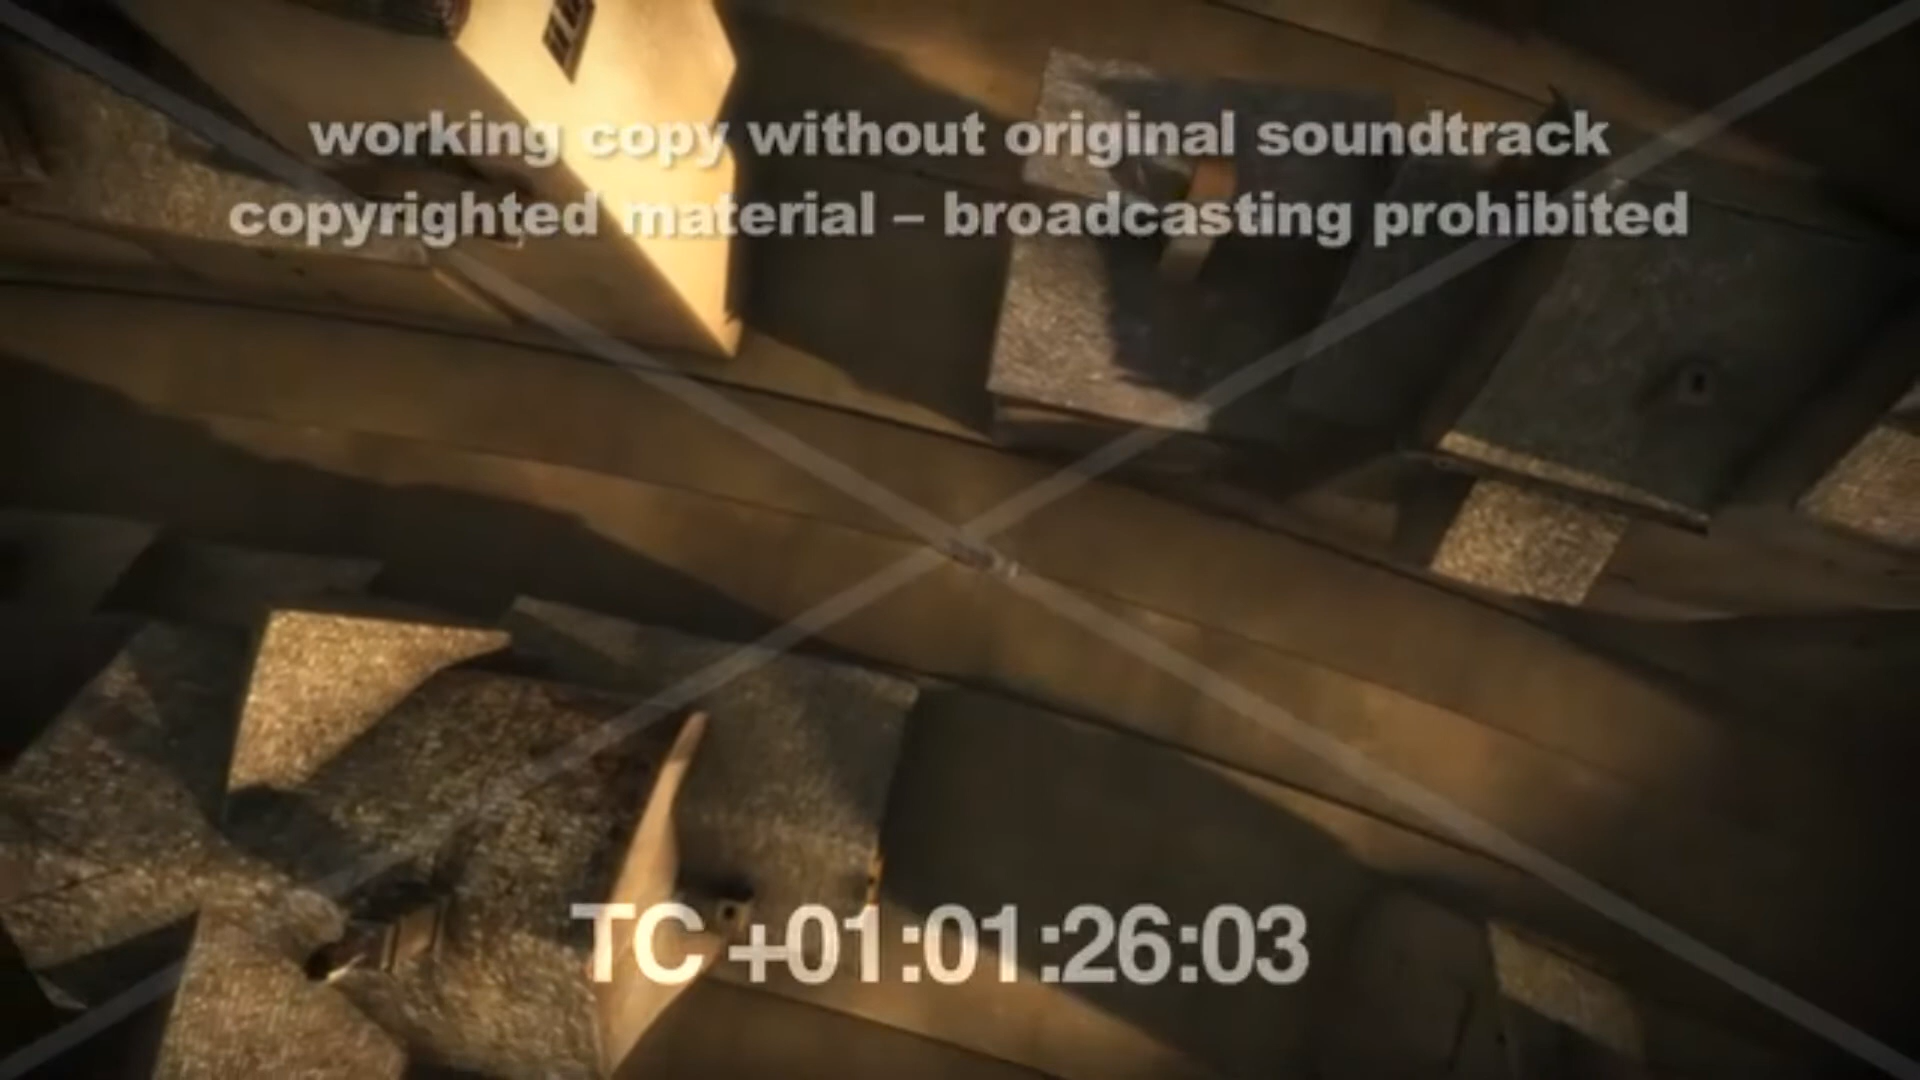 working copy without original soundtrack
copyrighted material – broadcasting prohibited
TC +01:01:26:03